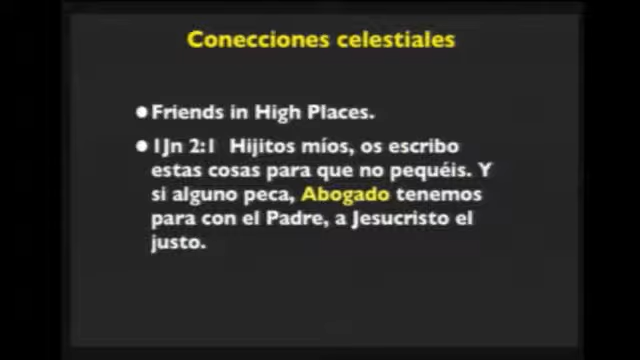 Conecciones celestiales
●Friends in High Places.
●1Jn 2:1 Hijitos míos, os escribo
estas cosas para que no pequéis. Y
si alguno peca, Abogado tenemos
para con el Padre, a Jesucristo el
justo.